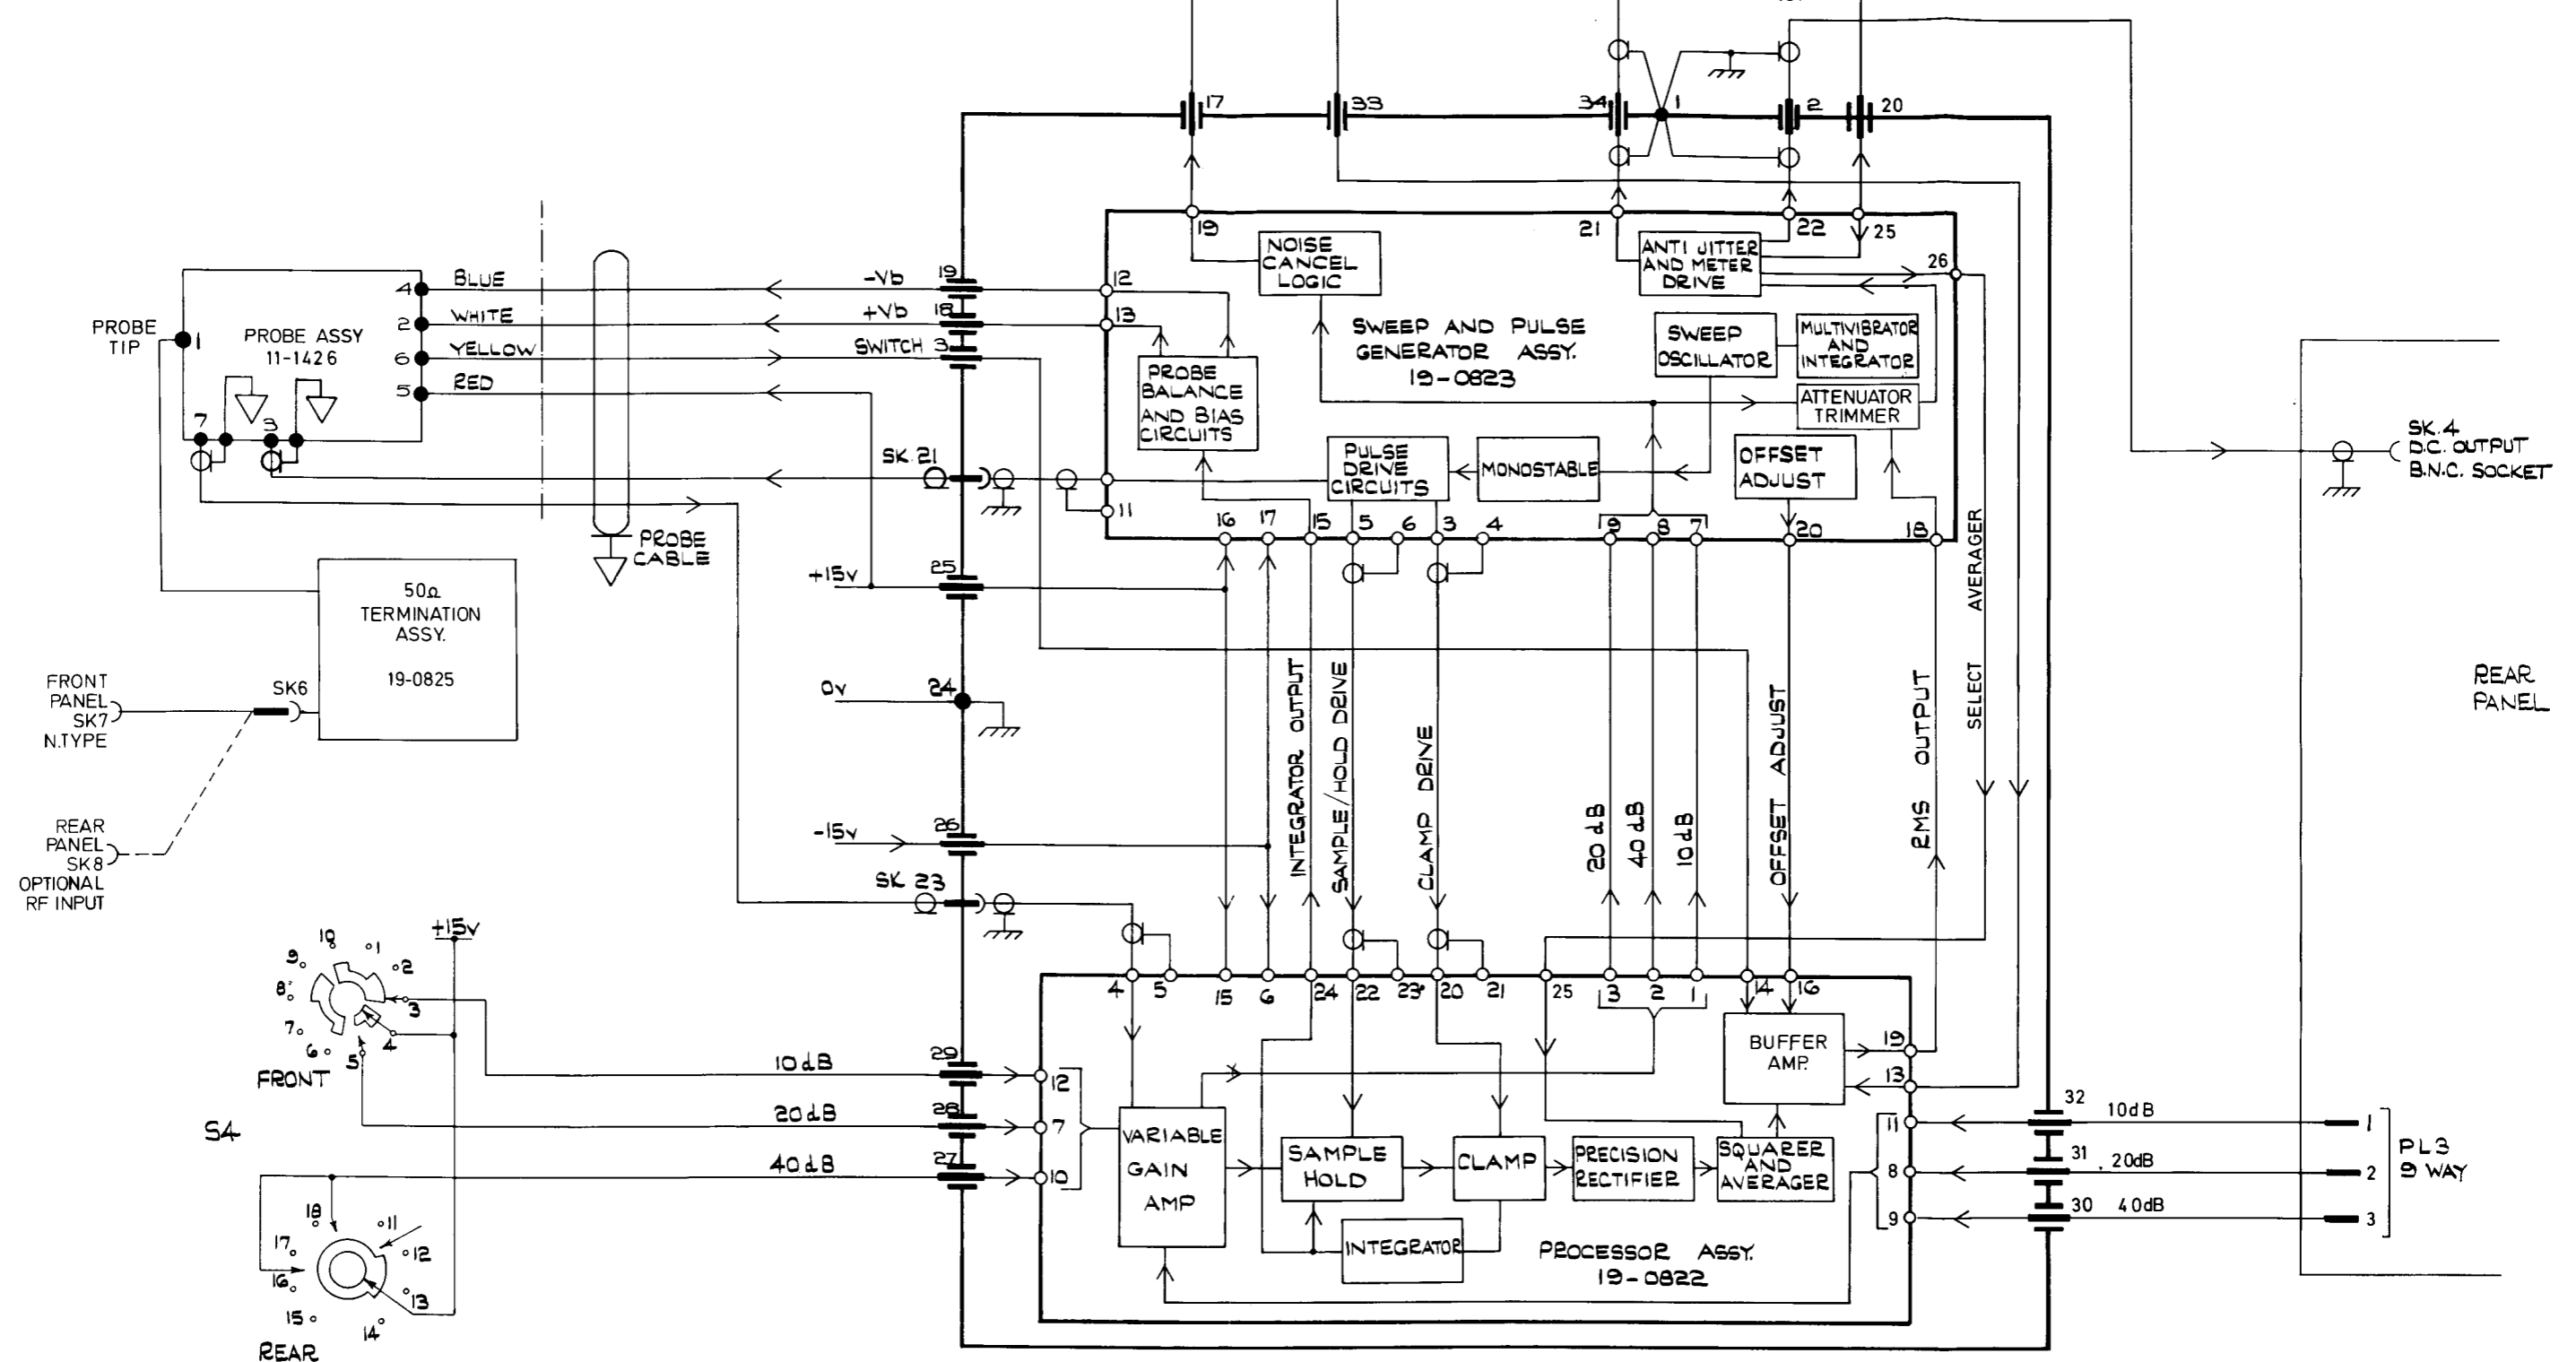 17
33
34
1
2
20
19
21
22
25
26
NOISE
CANCEL
LOGIC
ANTI JITTER
AND METER
DRIVE
SWEEP AND PULSE
GENERATOR ASSY.
19-0823
SWEEP
OSCILLATOR
MULTIVIBRATOR
AND
INTEGRATOR
ATTENUATOR
TRIMMER
PROBE
BALANCE
AND BIAS
CIRCUITS
PULSE
DRIVE
CIRCUITS
MONOSTABLE
OFFSET
ADJUST
12
13
11
16
17
15
5
6
3
4
9
8
7
20
18
PROBE
TIP
1
PROBE ASSY
11-1426
4
2
6
5
7
3
BLUE
WHITE
YELLOW
RED
-Vb
+Vb
SWITCH
19
18
3
SK.21
PROBE
CABLE
50Ω
TERMINATION
ASSY.
19-0825
FRONT
PANEL
SK7
N.TYPE
SK6
REAR
PANEL
SK8
OPTIONAL
RF INPUT
+15v
25
0v
24
-15v
26
SK 23
INTEGRATOR OUTPUT
SAMPLE/HOLD DRIVE
CLAMP DRIVE
20dB
40dB
10dB
OFFSET ADJUST
RMS OUTPUT
SELECT AVERAGER
SK.4
D.C. OUTPUT
B.N.C. SOCKET
REAR
PANEL
+15v
10
1
9
2
8
3
7
4
6
5
FRONT
S4
18
11
17
12
16
13
15
14
REAR
10dB
29
20dB
28
40dB
27
4
5
15
6
24
22
23
20
21
25
3
2
1
14
16
12
7
10
VARIABLE
GAIN
AMP
SAMPLE
HOLD
CLAMP
PRECISION
RECTIFIER
SQUARER
AND
AVERAGER
BUFFER
AMP.
INTEGRATOR
PROCESSOR ASSY.
19-0822
19
13
11
8
9
32
10dB
1
31
20dB
2
30
40dB
3
PL3
9 WAY